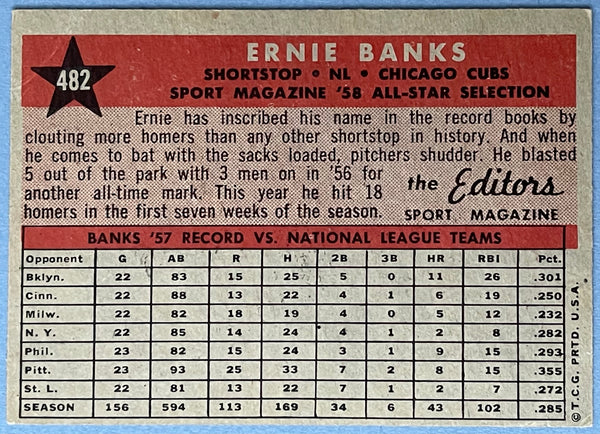 482
ERNIE BANKS
SHORTSTOP • NL • CHICAGO CUBS
SPORT MAGAZINE '58 ALL-STAR SELECTION
Ernie has inscribed his name in the record books by
clouting more homers than any other shortstop in history. And when
he comes to bat with the sacks loaded, pitchers shudder. He blasted
5 out of the park with 3 men on in '56 for
another all-time mark. This year he hit 18
homers in the first seven weeks of the season.
the Editors
SPORT MAGAZINE
BANKS '57 RECORD VS. NATIONAL LEAGUE TEAMS
Opponent G AB R H 2B 3B HR RBI Pct.
Bklyn. 22 83 15 25 5 0 11 26 .301
Cinn. 22 88 13 22 4 1 6 19 .250
Milw. 22 82 18 19 4 0 5 12 .232
N. Y. 22 85 14 24 4 1 3 12 .282
Phil. 23 82 15 24 3 1 9 15 .293
Pitt. 23 92 16 33 7 2 8 15 .355
St. L 22 81 13 22 7 1 2 7 .272
SEASON 156 594 113 169 34 6 43 102 .285
© T.C.G. PRTD. U.S.A.